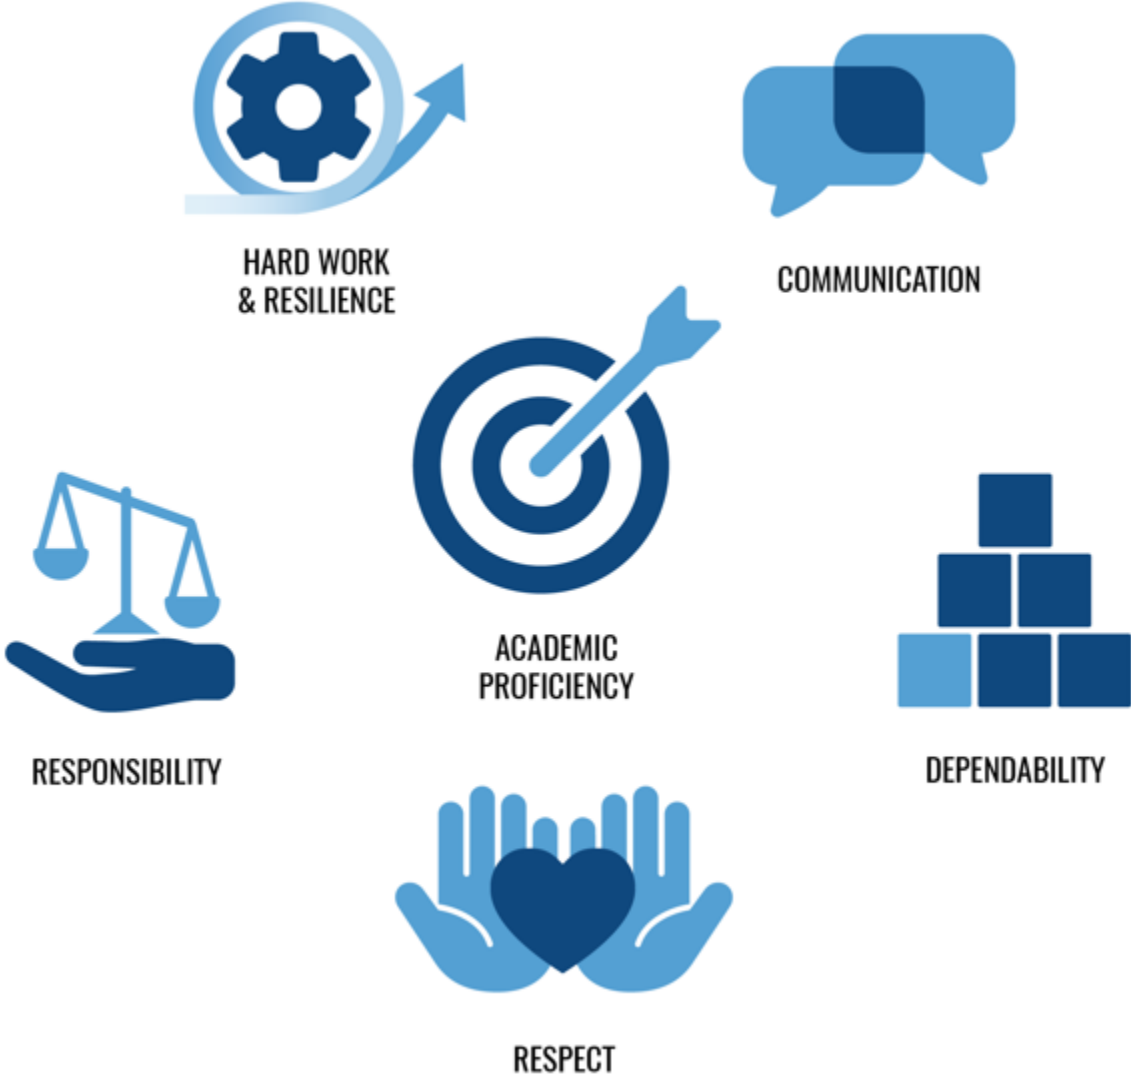 HARD WORK
& RESILIENCE
COMMUNICATION
ACADEMIC
PROFICIENCY
RESPONSIBILITY
DEPENDABILITY
RESPECT